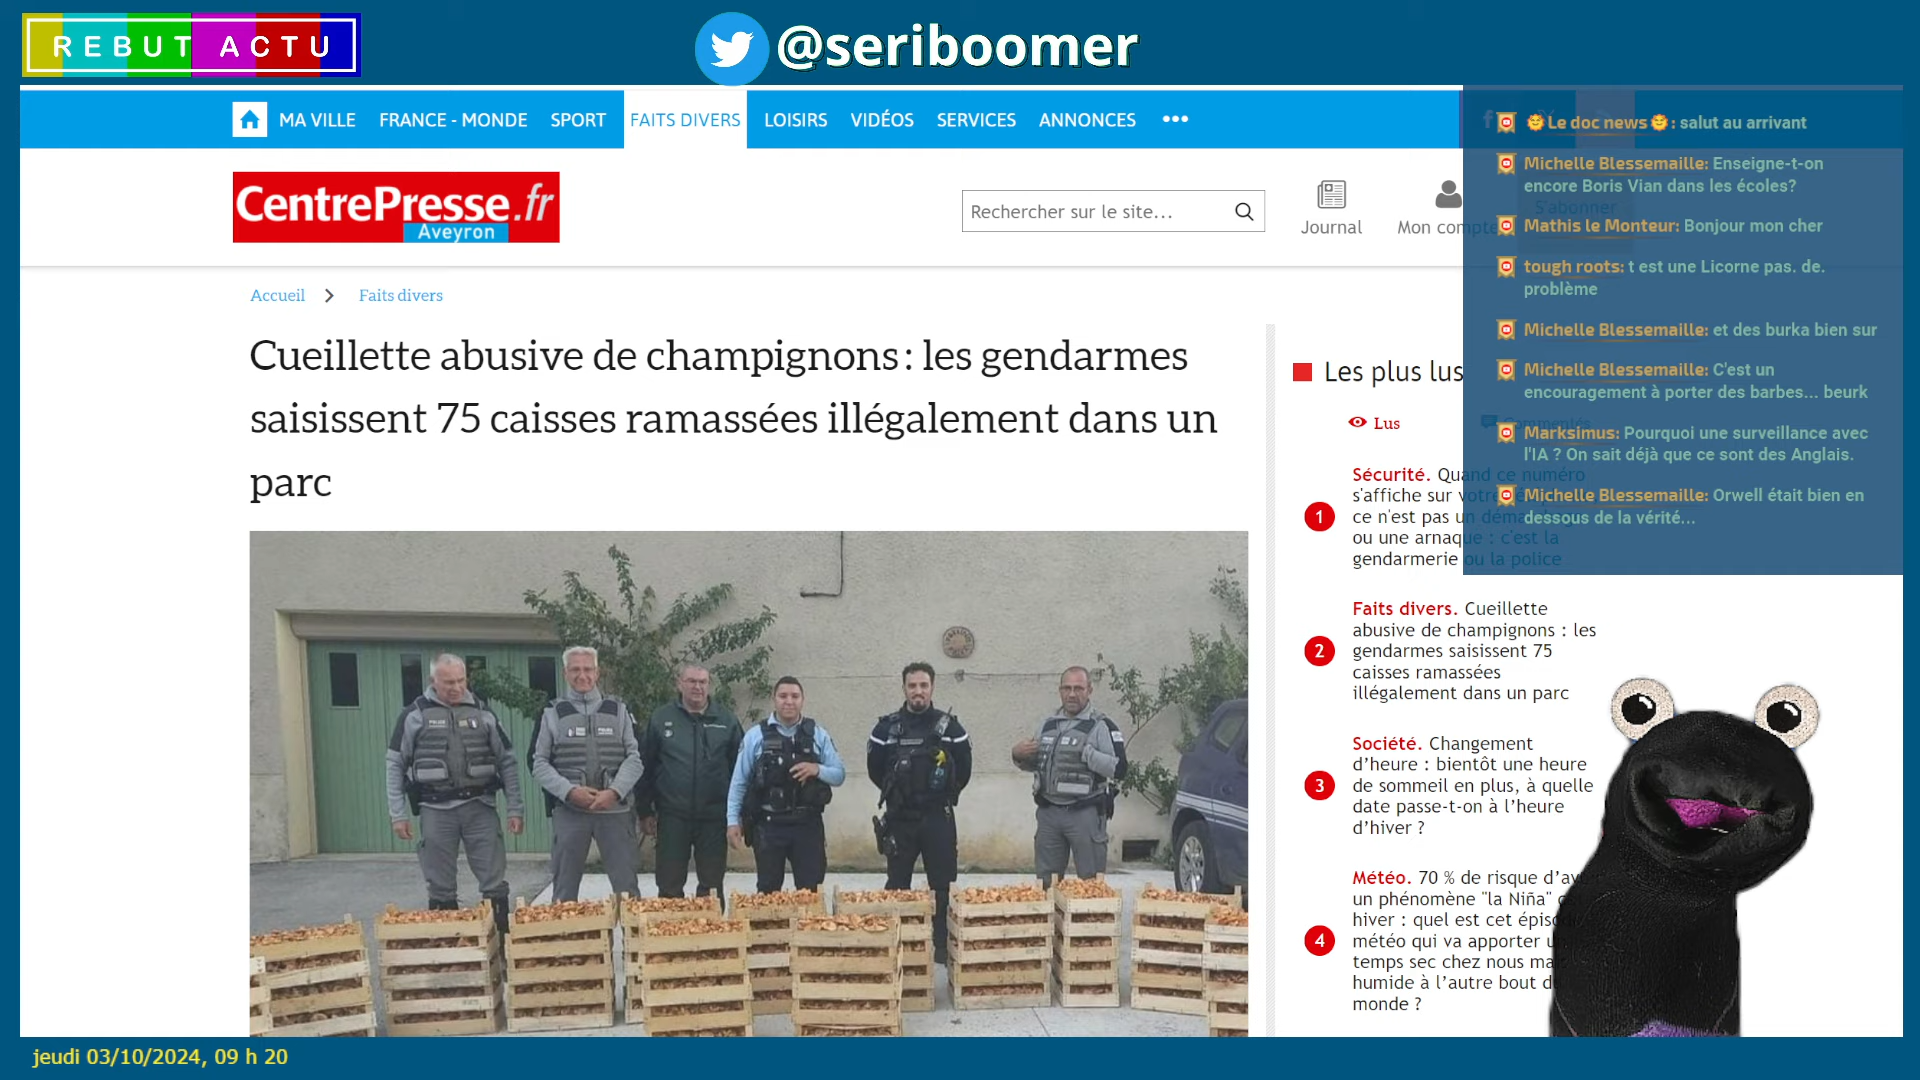 REBUT ACTU
@seriboomer
MA VILLE FRANCE - MONDE SPORT FAITS DIVERS LOISIRS VIDÉOS SERVICES ANNONCES •••
CentrePresse.fr
Aveyron
Rechercher sur le site...
Journal
Mon compte
S'abonner
Accueil > Faits divers
Cueillette abusive de champignons : les gendarmes
saisissent 75 caisses ramassées illégalement dans un
parc
Les plus lus
Lus
1
Sécurité. Quand ce numéro
s'affiche sur votre
ce n'est pas un
ou une arnaque : c'est la
gendarmerie ou la police
2
Faits divers. Cueillette
abusive de champignons : les
gendarmes saisissent 75
caisses ramassées
illégalement dans un parc
3
Société. Changement
d'heure : bientôt une heure
de sommeil en plus, à quelle
date passe-t-on à l'heure
d'hiver ?
4
Météo. 70 % de risque d'av
un phénomène "la Niña"
hiver : quel est cet épiso
météo qui va apporter u
temps sec chez nous ma
humide à l'autre bout d
monde ?
Le doc news : salut au arrivant
Michelle Blessemaille: Enseigne-t-on
encore Boris Vian dans les écoles?
Mathis le Monteur: Bonjour mon cher
tough roots: t est une Licorne pas. de.
problème
Michelle Blessemaille: et des burka bien sur
Michelle Blessemaille: C'est un
encouragement à porter des barbes... beurk
Marksimus: Pourquoi une surveillance avec
l'IA ? On sait déjà que ce sont des Anglais.
Michelle Blessemaille: Orwell était bien en
dessous de la vérité...
jeudi 03/10/2024, 09 h 20